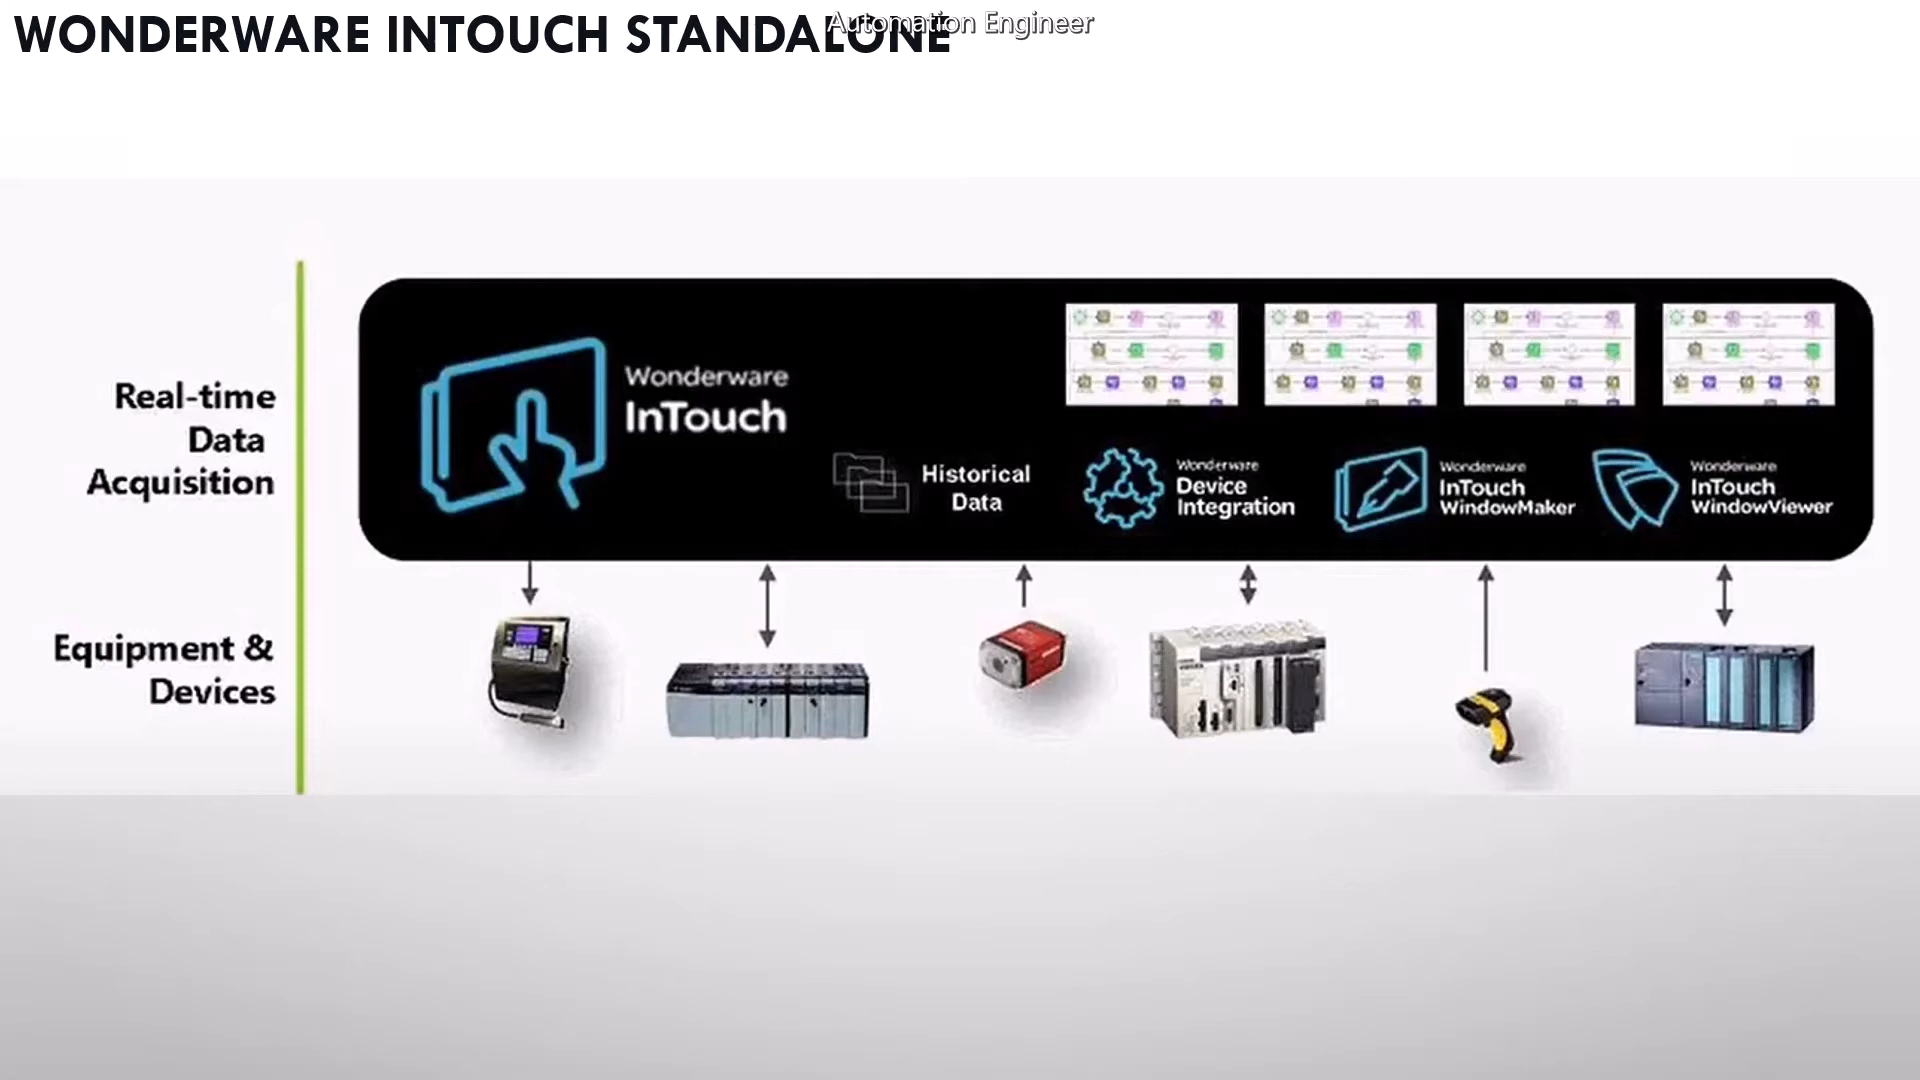 WONDERWARE INTOUCH STANDALONE
Automation Engineer
Real-time
Data
Acquisition
Wonderware
InTouch
Historical
Data
Wonderware
Device
Integration
Wonderware
InTouch
WindowMaker
Wonderware
InTouch
WindowViewer
Equipment &
Devices